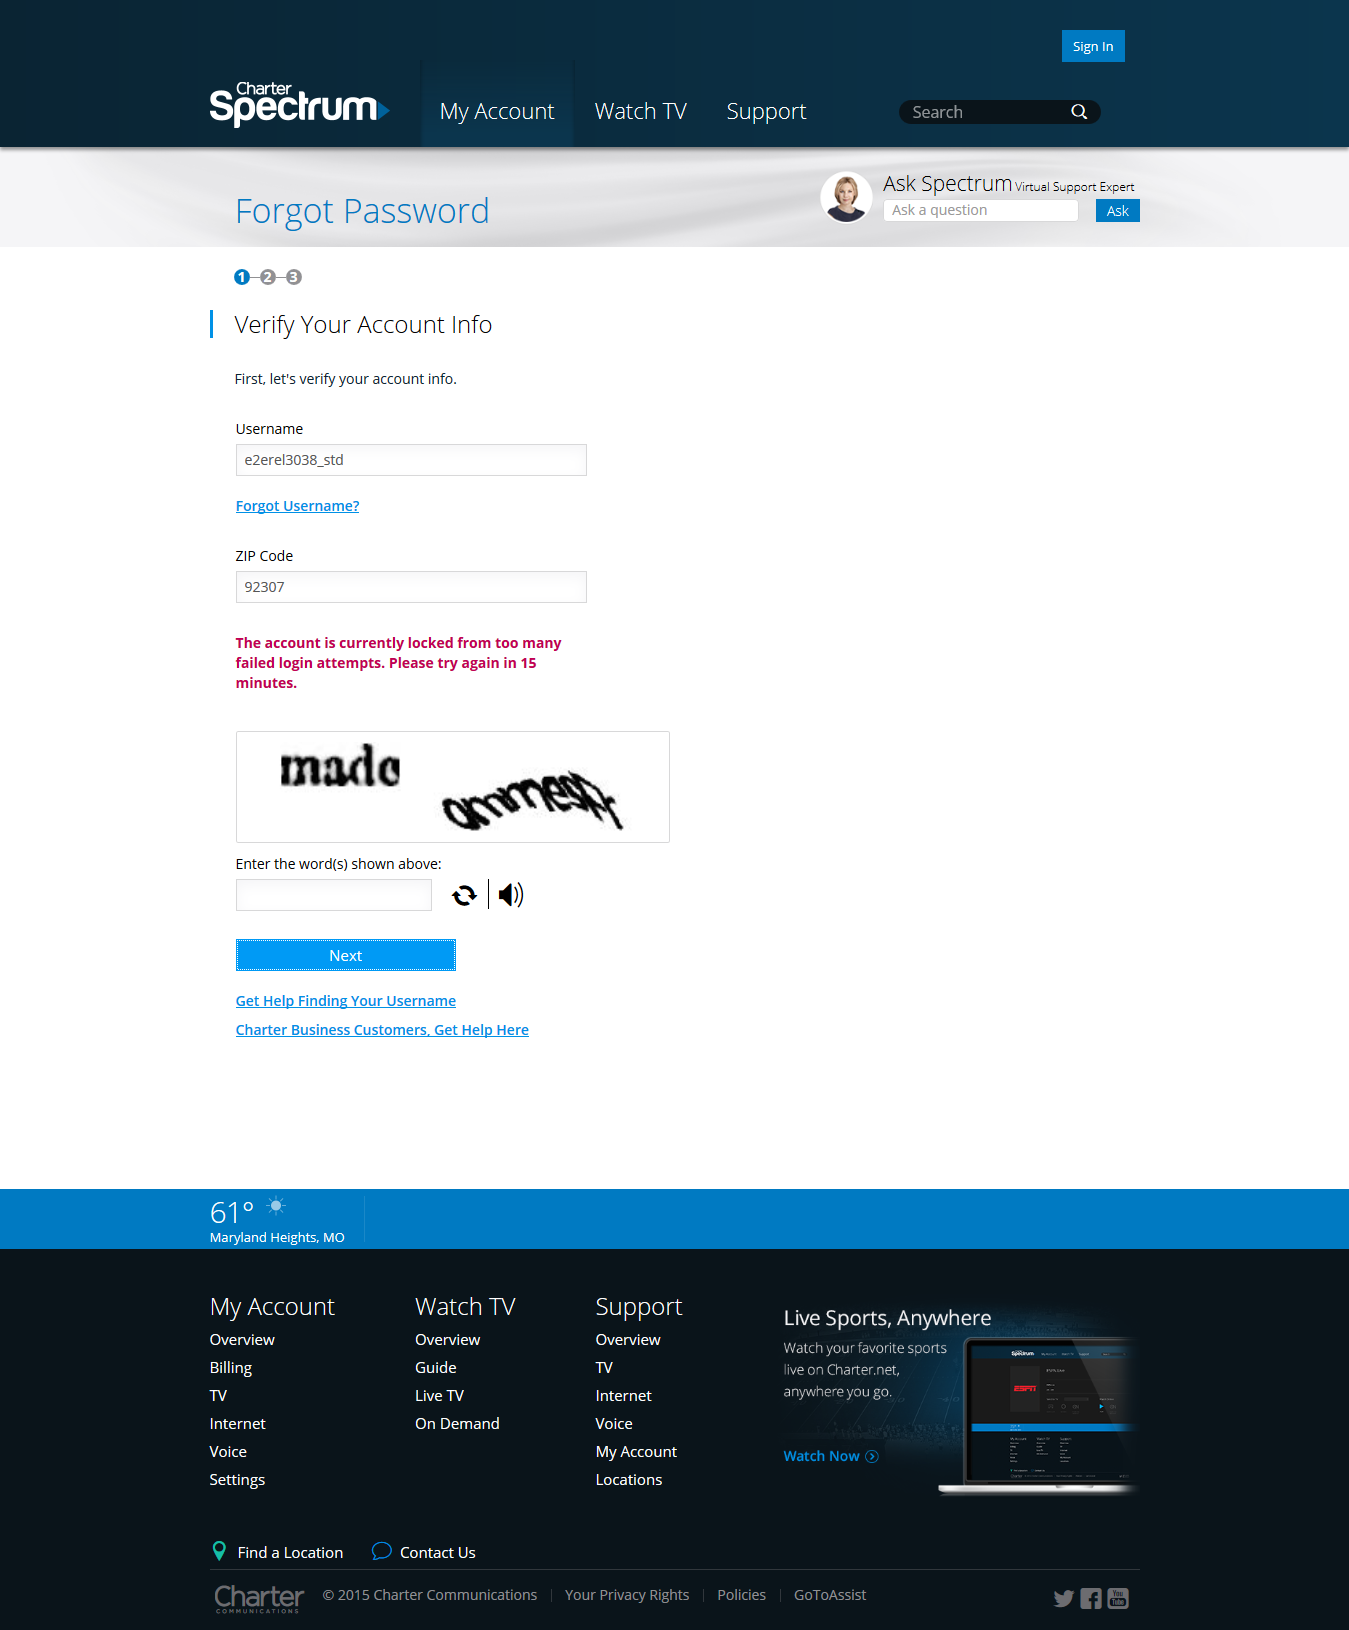 Sign In
Charter
Spectrum
My Account
Watch TV
Support
Search
Forgot Password
Ask Spectrum Virtual Support Expert
Ask a question
Ask
1 2 3
Verify Your Account Info
First, let's verify your account info.
Username
e2erel3038_std
Forgot Username?
ZIP Code
92307
The account is currently locked from too many
failed login attempts. Please try again in 15
minutes.
Enter the word(s) shown above:
Next
Get Help Finding Your Username
Charter Business Customers, Get Help Here
61°
Maryland Heights, MO
My Account
Overview
Billing
TV
Internet
Voice
Settings
Watch TV
Overview
Guide
Live TV
On Demand
Support
Overview
TV
Internet
Voice
My Account
Locations
Live Sports, Anywhere
Watch your favorite sports
live on Charter.net,
anywhere you go.
Watch Now
Spectrum
ESPN
Find a Location
Contact Us
Charter
COMMUNICATIONS
© 2015 Charter Communications
Your Privacy Rights
Policies
GoToAssist
You
Tube